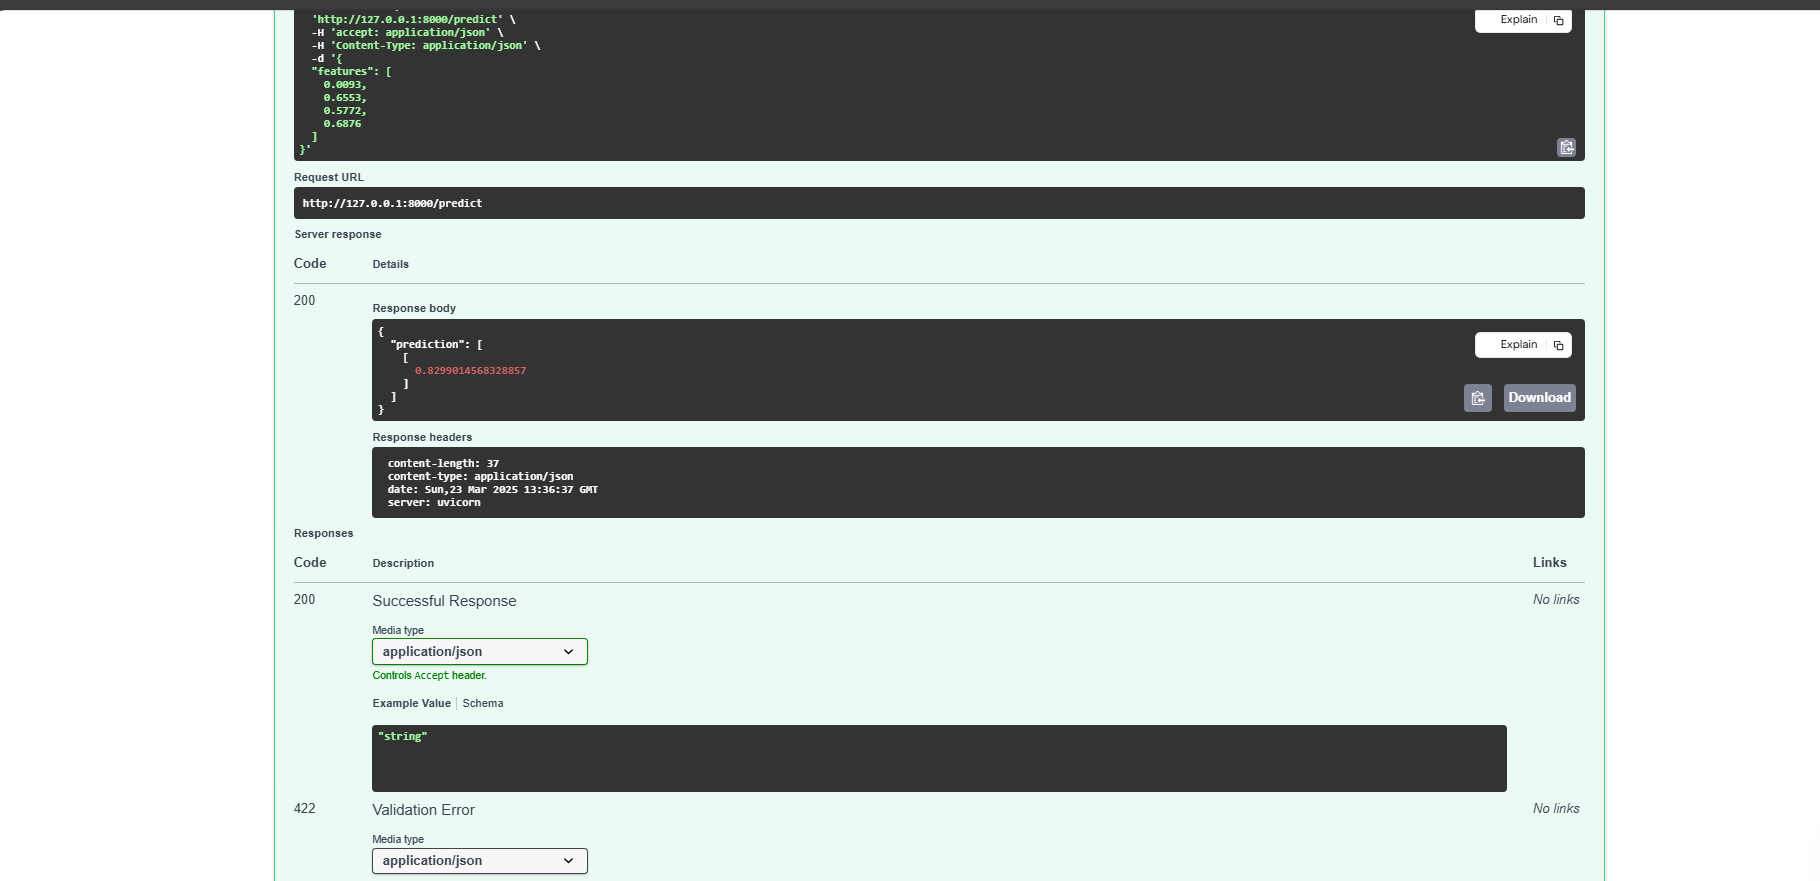 'http://127.0.0.1:8000/predict' \
-H 'accept: application/json' \
-H 'Content-Type: application/json' \
-d '{
"features": [
0.0093,
0.6553,
0.5772,
0.6876
]
}'
Explain
Request URL
http://127.0.0.1:8000/predict
Server response
Code Details
200
Response body
{
"prediction": [
[
0.8299014568328857
]
]
}
Explain
Download
Response headers
content-length: 37
content-type: application/json
date: Sun,23 Mar 2025 13:36:37 GMT
server: uvicorn
Responses
Code Description Links
200 Successful Response No links
Media type
application/json
Controls Accept header.
Example Value Schema
"string"
422 Validation Error No links
Media type
application/json